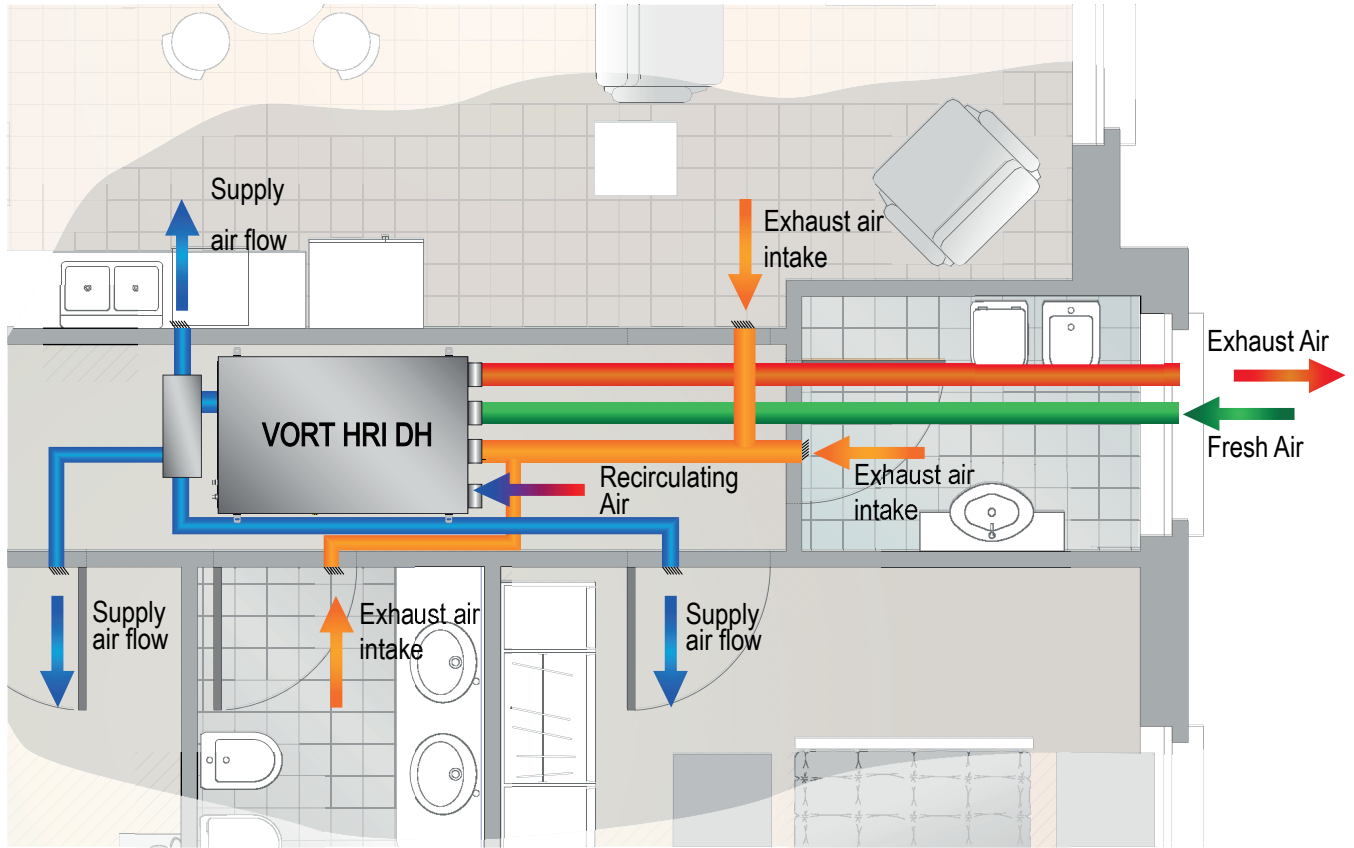 Supply
air flow
Exhaust air
intake
Exhaust Air
Fresh Air
VORT HRI DH
Recirculating
Air
Exhaust air
intake
Supply
air flow
Exhaust air
intake
Supply
air flow